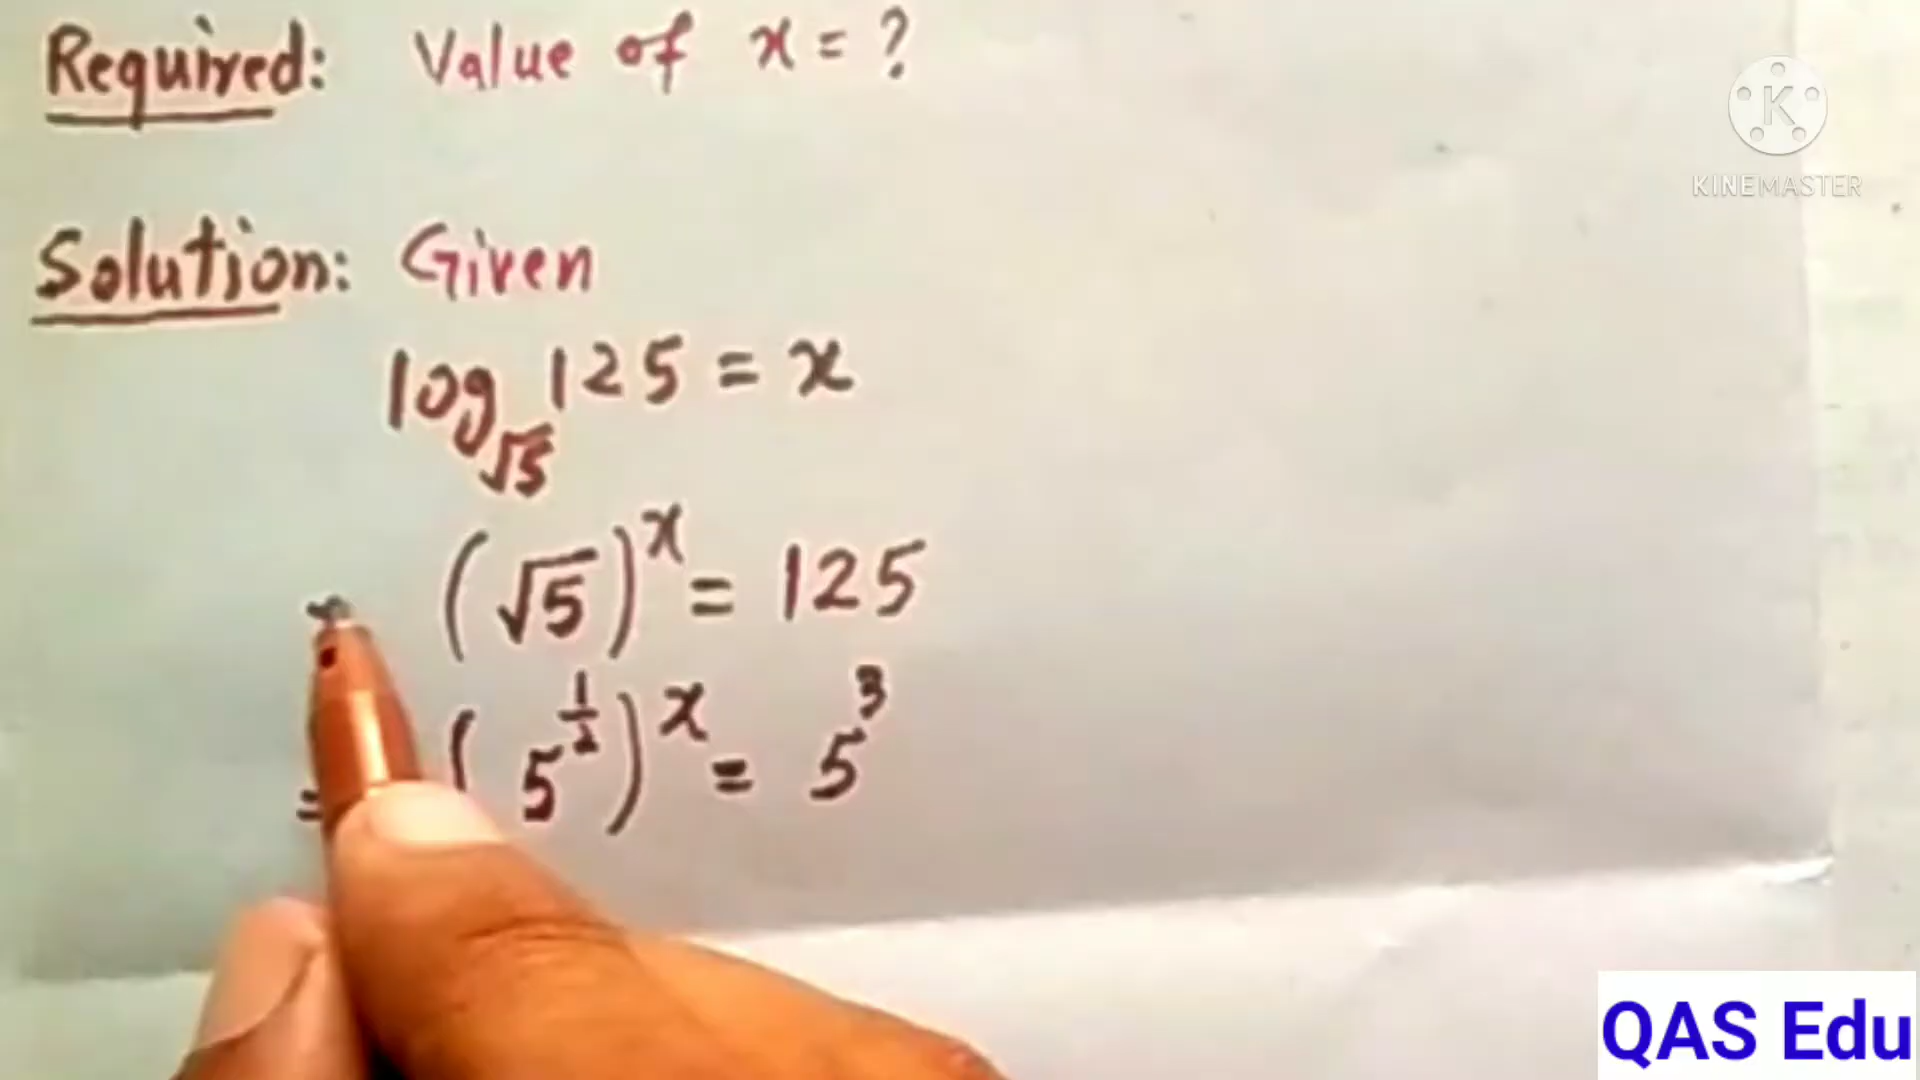 Required: Value of x = ?
K
KINEMASTER
Solution: Given
log√5 125 = x
(√5)^x = 125
= (5^1/2)^x = 5^3
QAS Edu